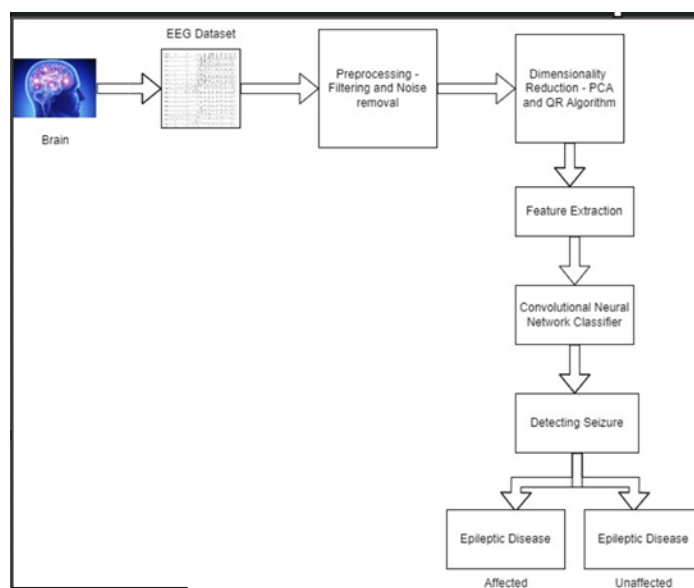 EEG Dataset
Brain
Preprocessing -
Filtering and Noise
removal
Dimensionality
Reduction - PCA
and QR Algorithm
Feature Extraction
Convolutional Neural
Network Classifier
Detecting Seizure
Epileptic Disease
Affected
Epileptic Disease
Unaffected